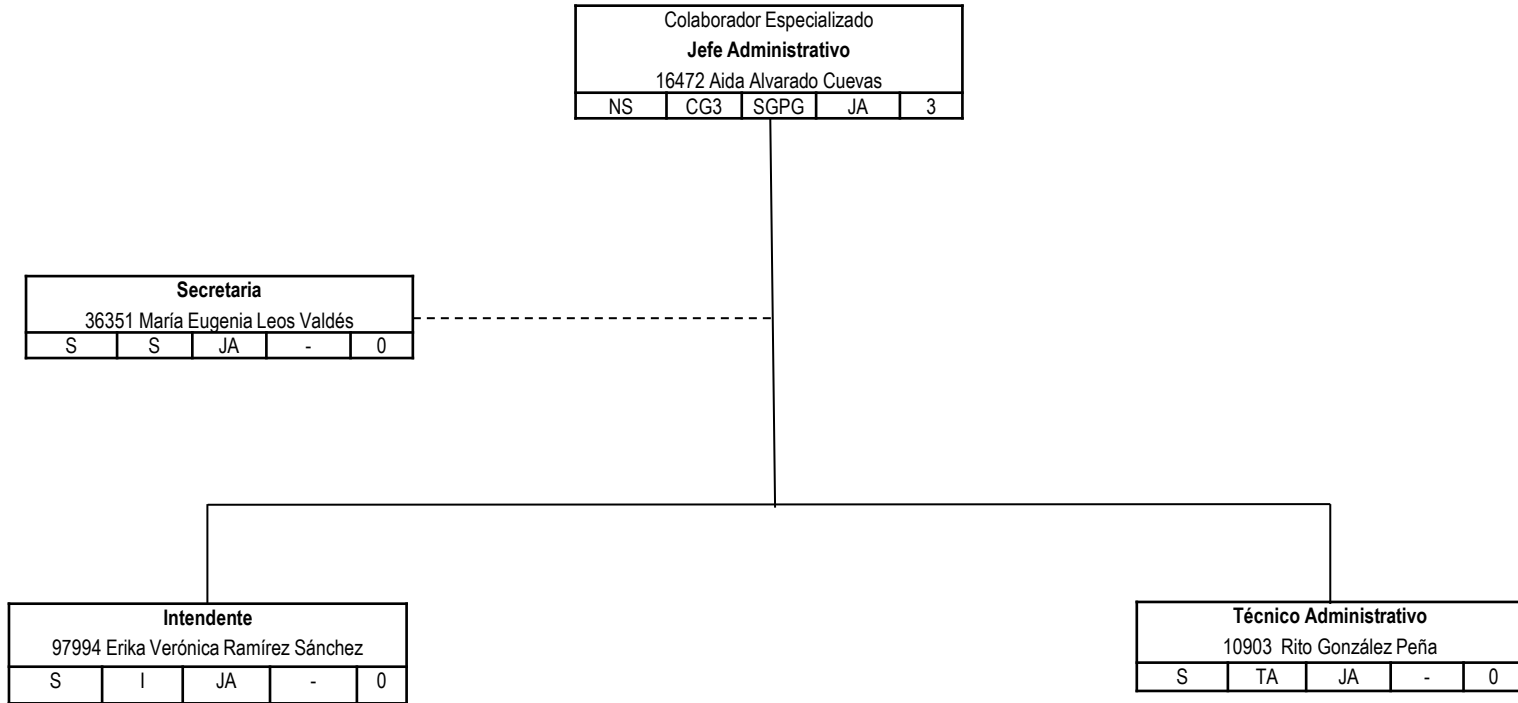 Colaborador Especializado
Jefe Administrativo
16472 Aida Alvarado Cuevas
NS CG3 SGPG JA 3
Secretaria
36351 María Eugenia Leos Valdés
S S JA - 0
Intendente
97994 Erika Verónica Ramírez Sánchez
S I JA - 0
Técnico Administrativo
10903 Rito González Peña
S TA JA - 0